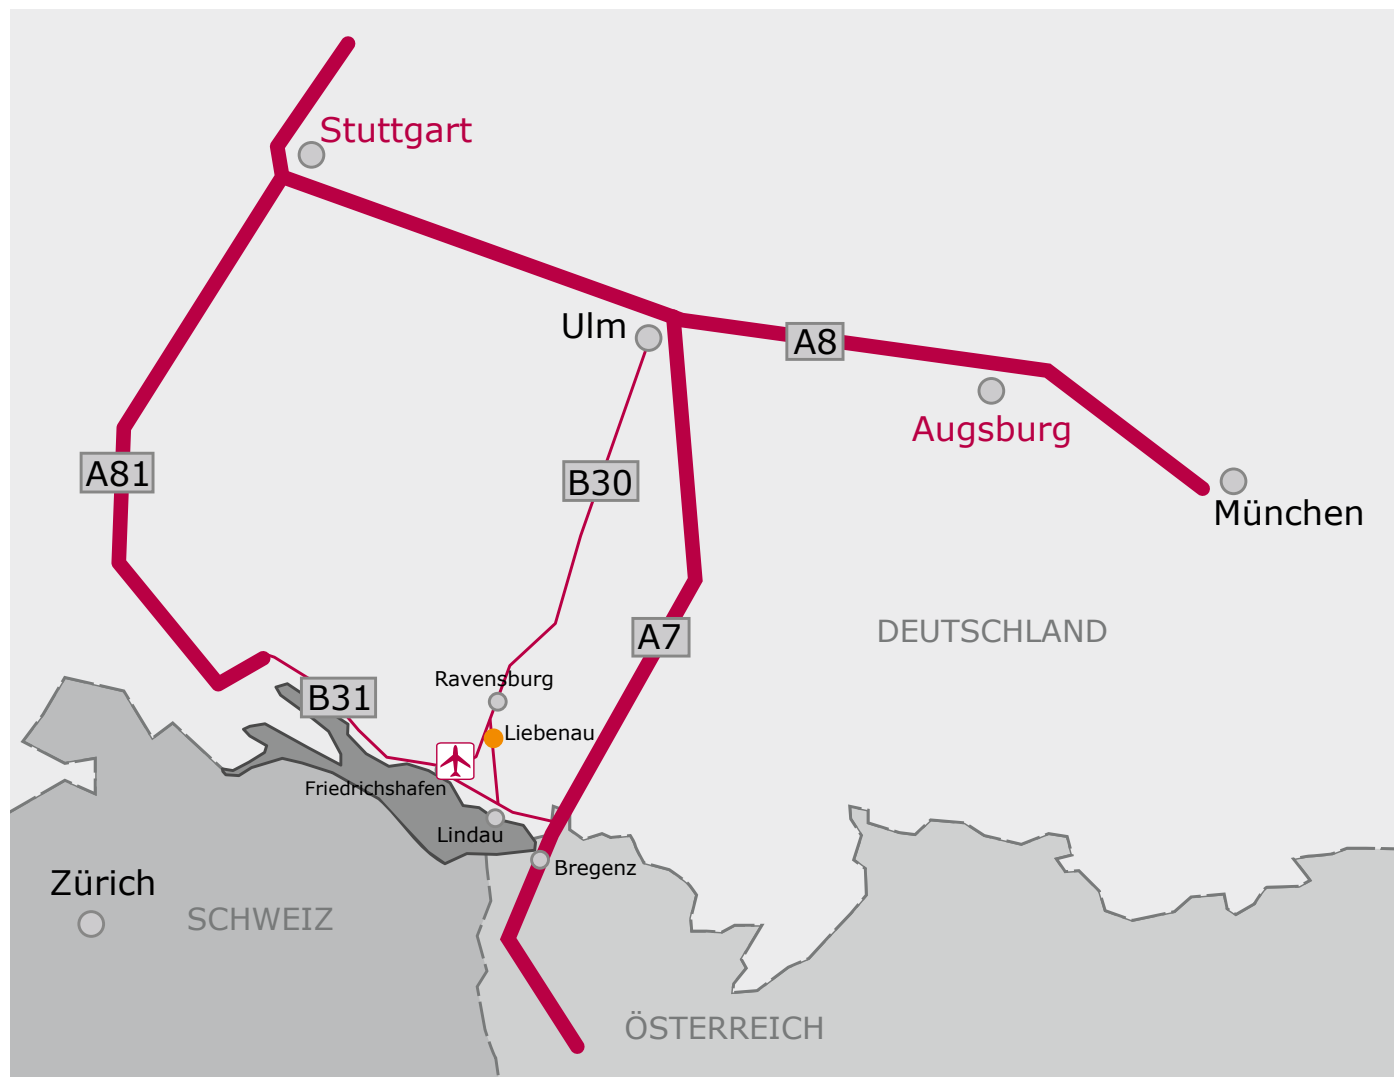 Stuttgart
Ulm
A8
Augsburg
A81
B30
München
DEUTSCHLAND
A7
Ravensburg
B31
Liebenau
Friedrichshafen
Lindau
Bregenz
Zürich
SCHWEIZ
ÖSTERREICH